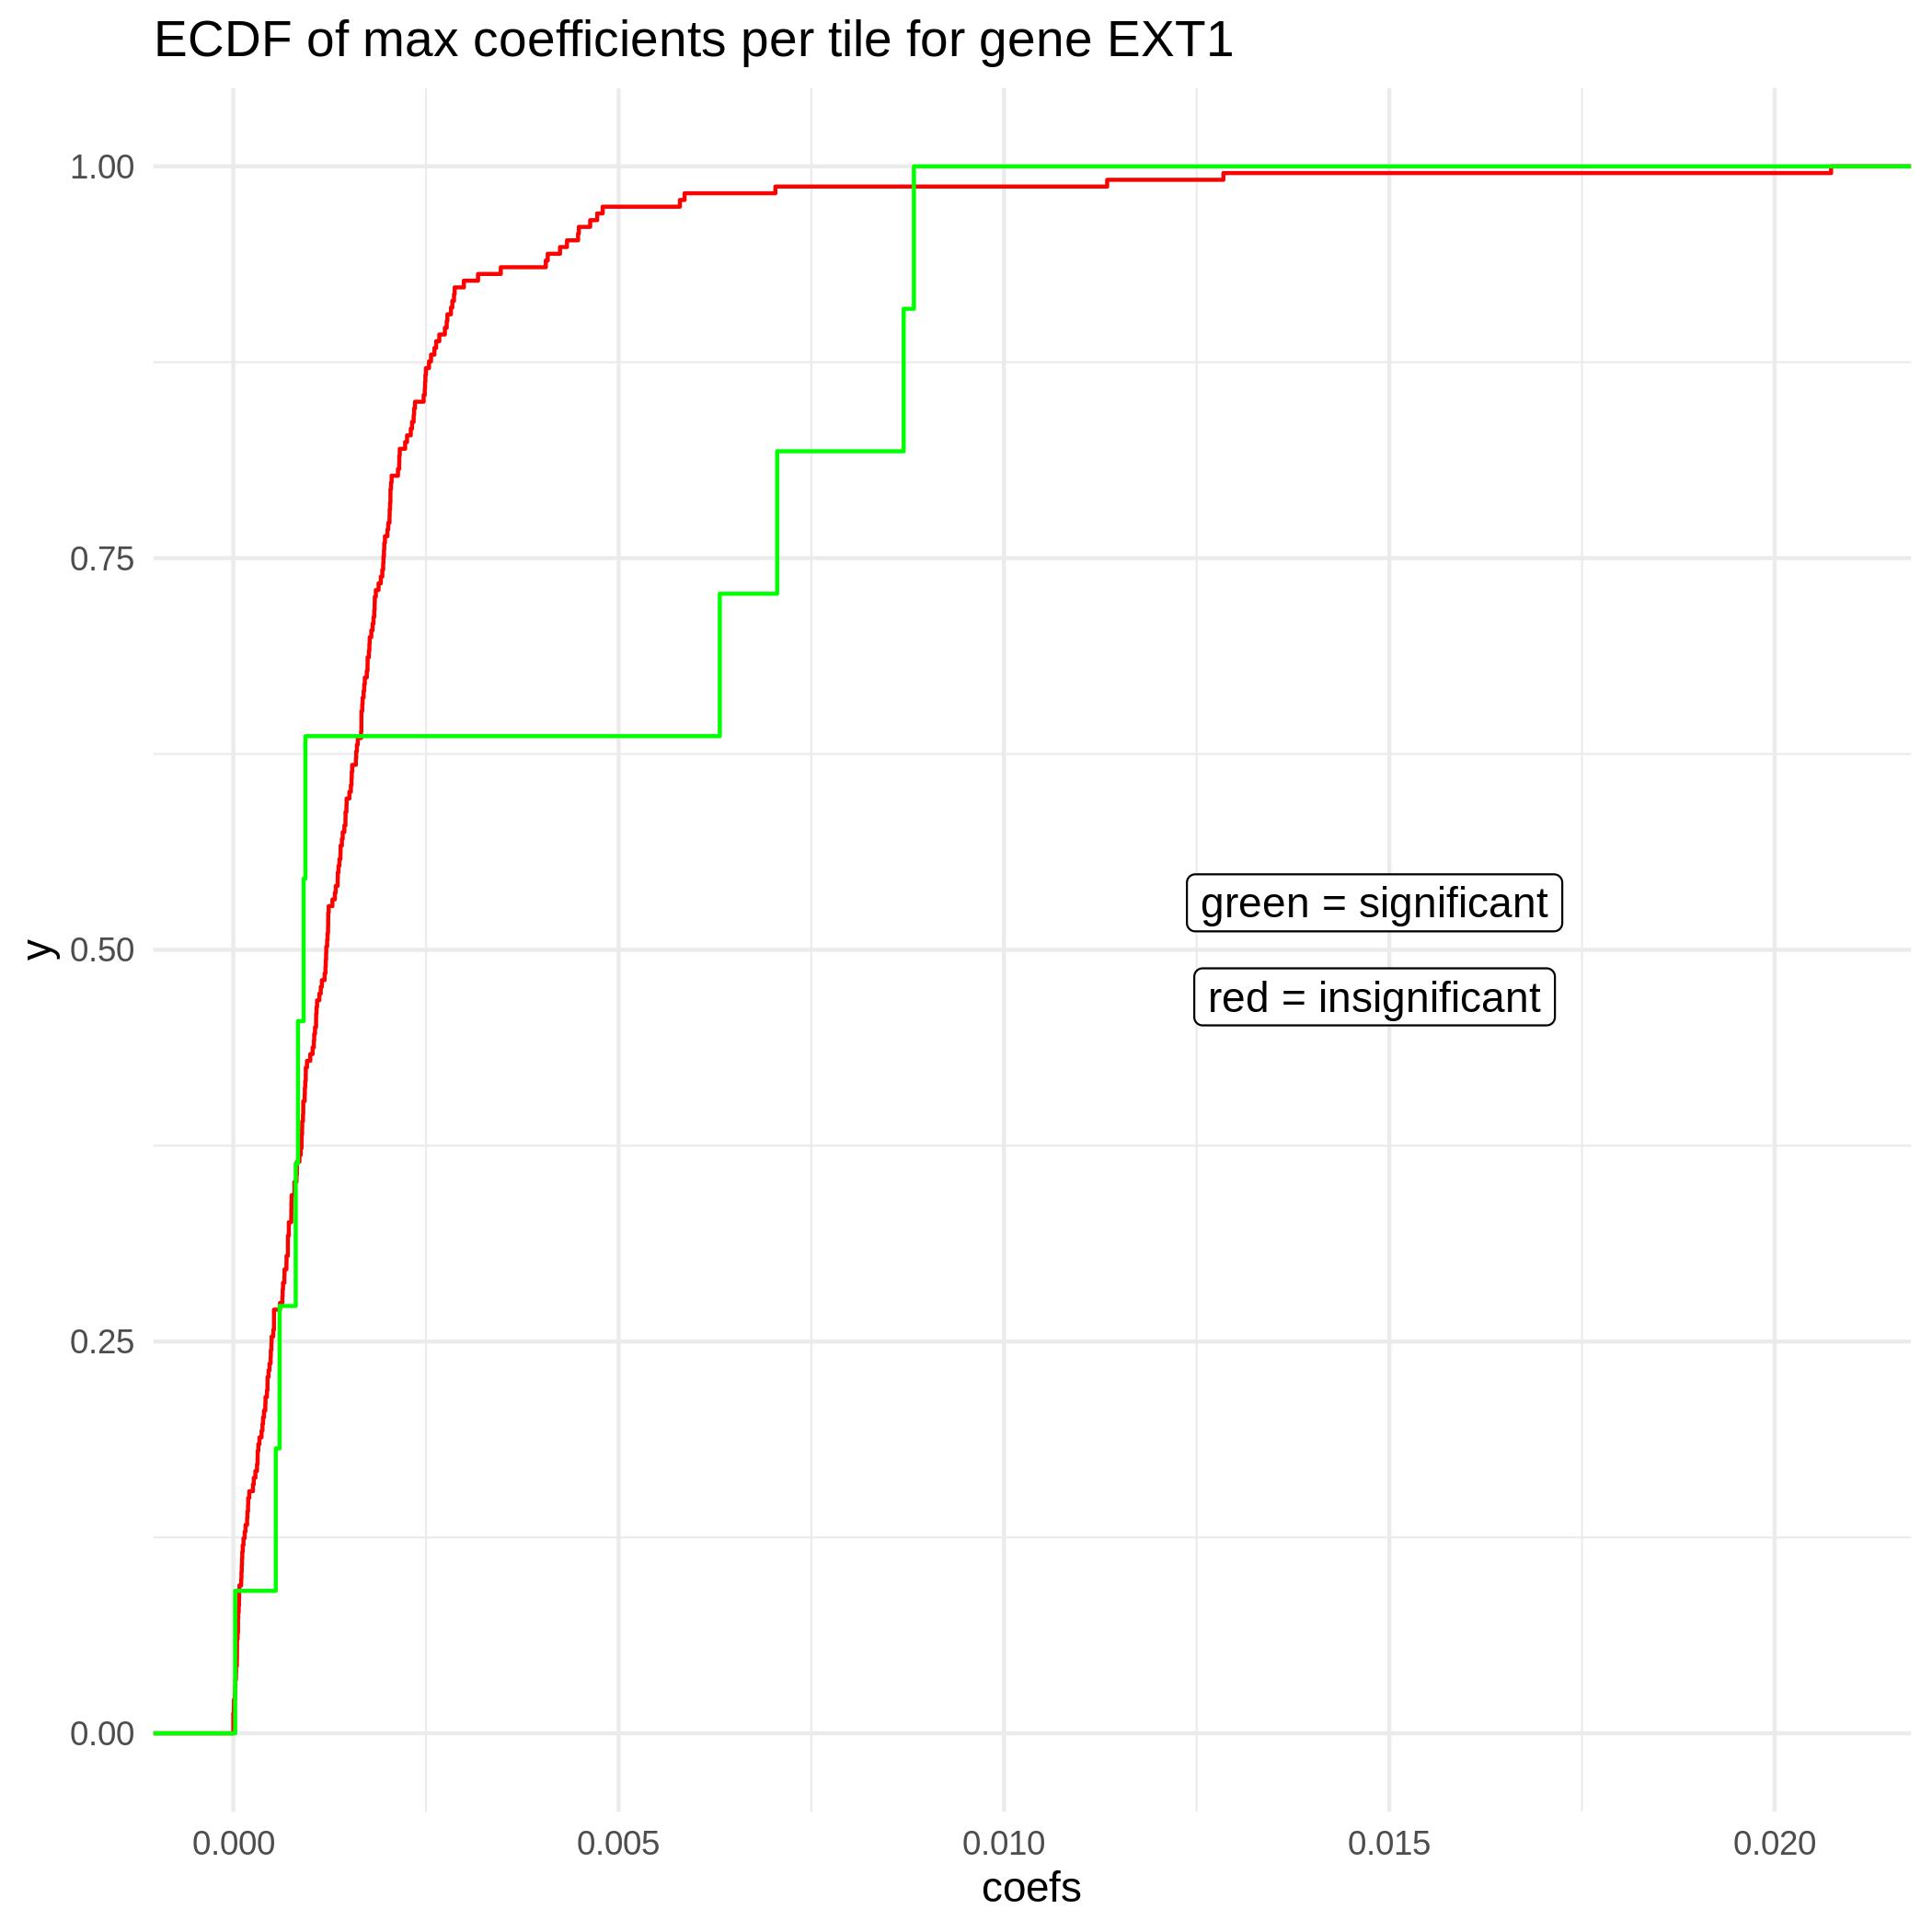 ECDF of max coefficients per tile for gene EXT1
1.00
0.75
0.50
0.25
0.00
y
green = significant
red = insignificant
0.000 0.005 0.010 0.015 0.020
coefs